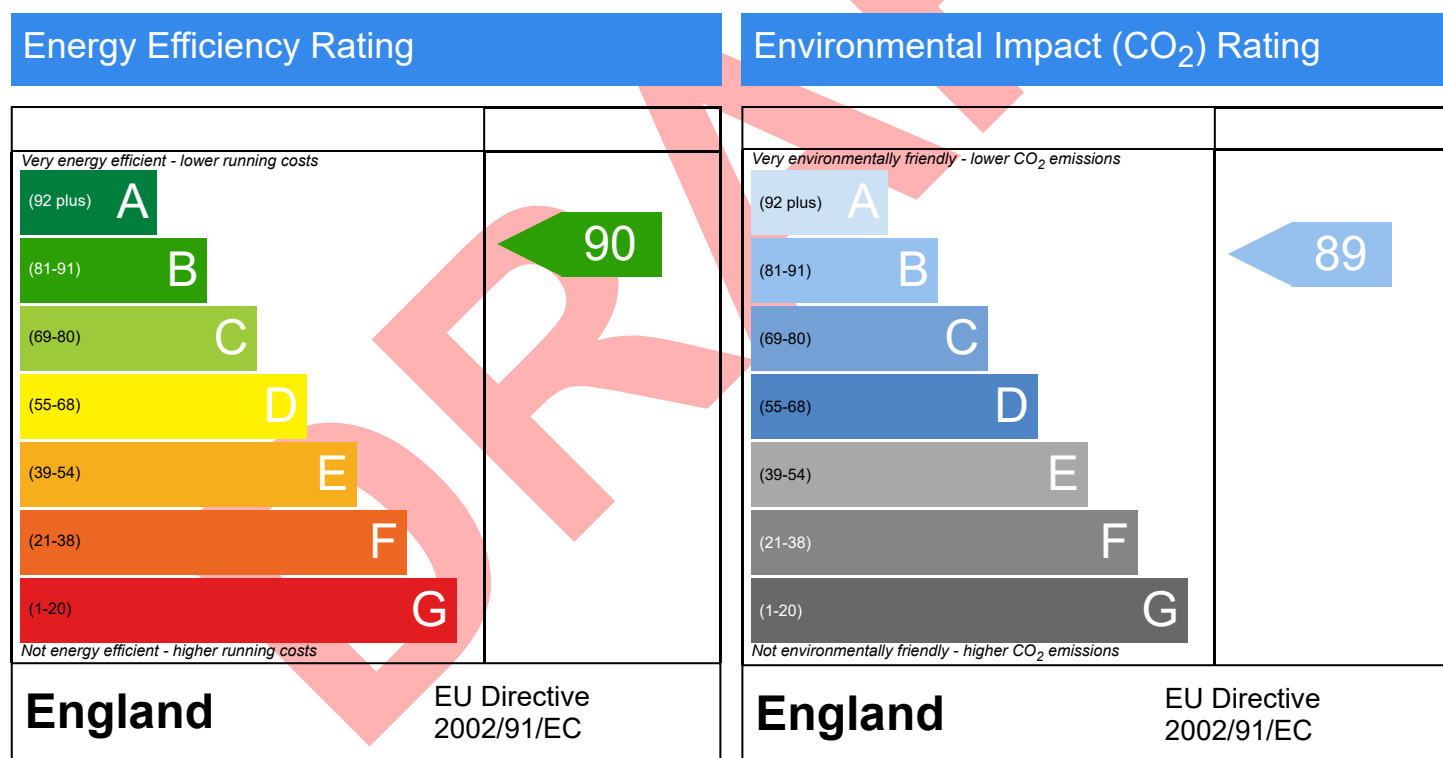 Energy Efficiency Rating
Very energy efficient - lower running costs
(92 plus) A
(81-91) B
(69-80) C
(55-68) D
(39-54) E
(21-38) F
(1-20) G
Not energy efficient - higher running costs
90
England
EU Directive
2002/91/EC
Environmental Impact (CO₂) Rating
Very environmentally friendly - lower CO₂ emissions
(92 plus) A
(81-91) B
(69-80) C
(55-68) D
(39-54) E
(21-38) F
(1-20) G
Not environmentally friendly - higher CO₂ emissions
89
England
EU Directive
2002/91/EC